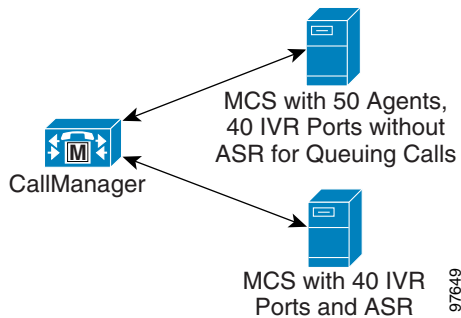 MCS with 50 Agents,
40 IVR Ports without
ASR for Queuing Calls
M
CallManager
MCS with 40 IVR
Ports and ASR
97649